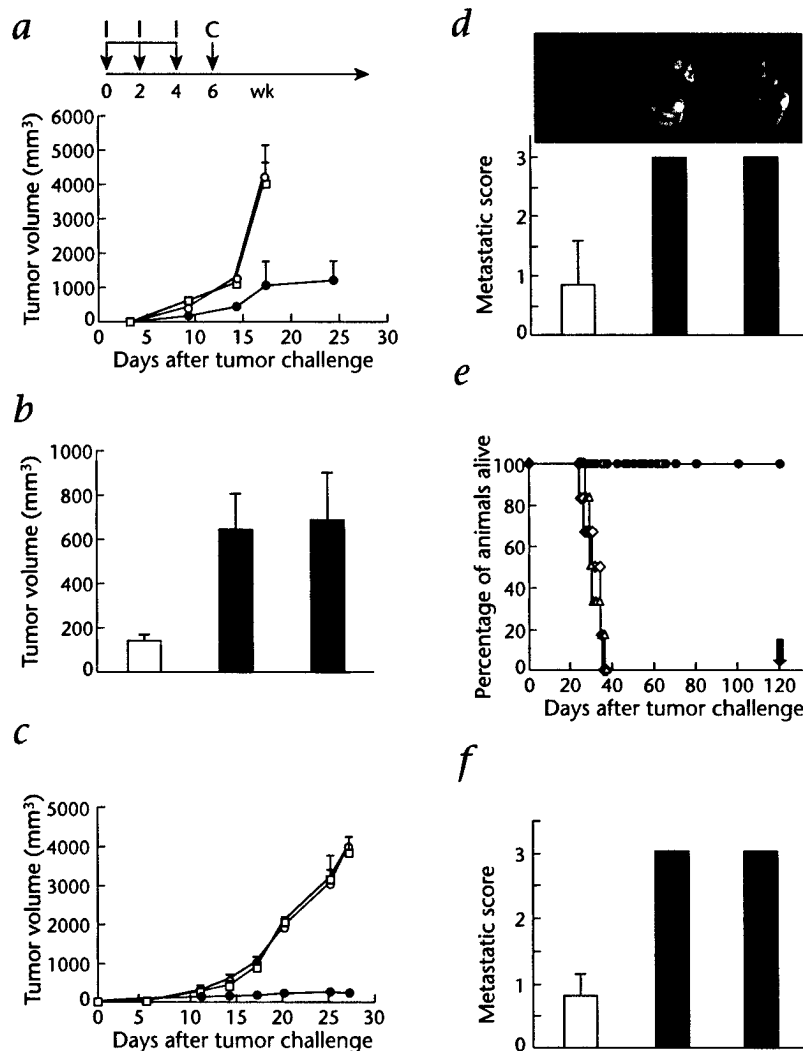 a
I I I C
0 2 4 6 wk
Tumor volume (mm³)
6000
5000
4000
3000
2000
1000
0
0 5 10 15 20 25 30
Days after tumor challenge
b
Tumor volume (mm³)
1000
800
600
400
200
0
c
Tumor volume (mm³)
5000
4000
3000
2000
1000
0
0 5 10 15 20 25 30
Days after tumor challenge
d
Metastatic score
3
2
1
0
e
Percentage of animals alive
100
80
60
40
20
0
0 20 40 60 80 100 120
Days after tumor challenge
f
Metastatic score
3
2
1
0